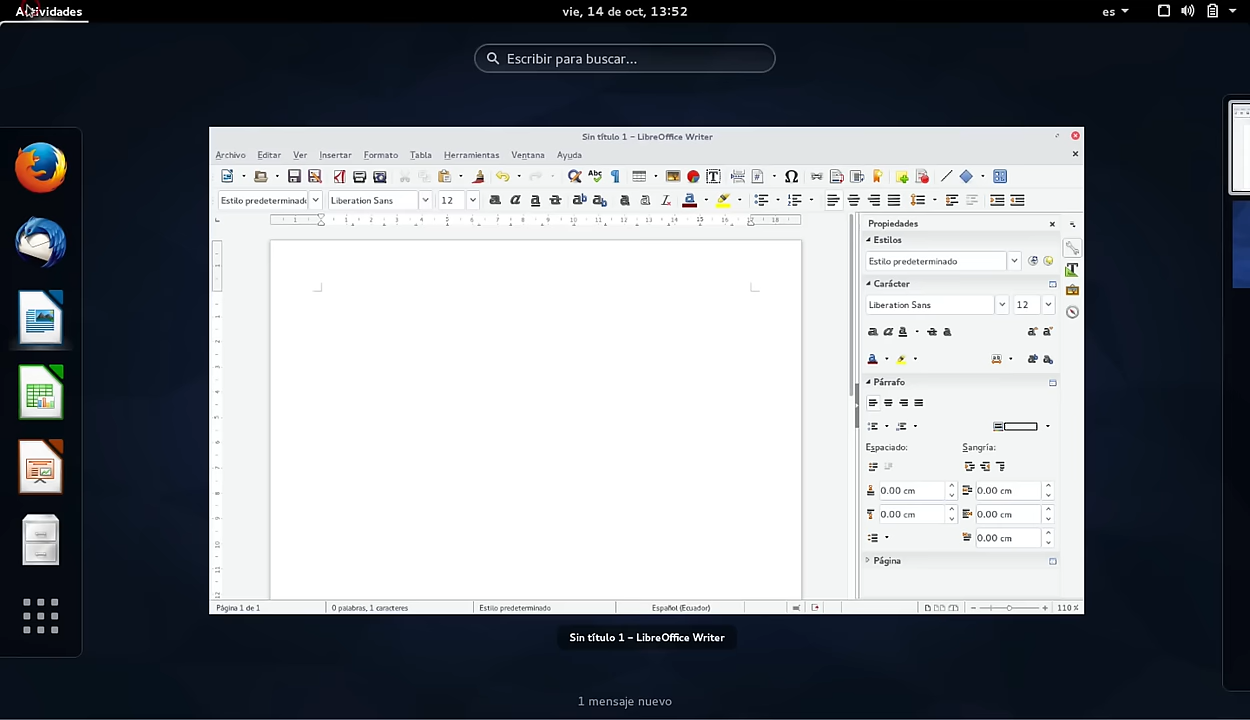 Actividades
vie, 14 de oct, 13:52
es
Escribir para buscar...
Sin título 1 – LibreOffice Writer
Archivo Editar Ver Insertar Formato Tabla Herramientas Ventana Ayuda
Estilo predeterminado Liberation Sans 12
Propiedades
Estilos
Estilo predeterminado
Carácter
Liberation Sans 12
Párrafo
Espaciado: Sangría:
0.00 cm 0.00 cm
0.00 cm 0.00 cm
0.00 cm
Página
Página 1 de 1 0 palabras, 1 caracteres Estilo predeterminado Español (Ecuador) 110 %
Sin título 1 – LibreOffice Writer
1 mensaje nuevo